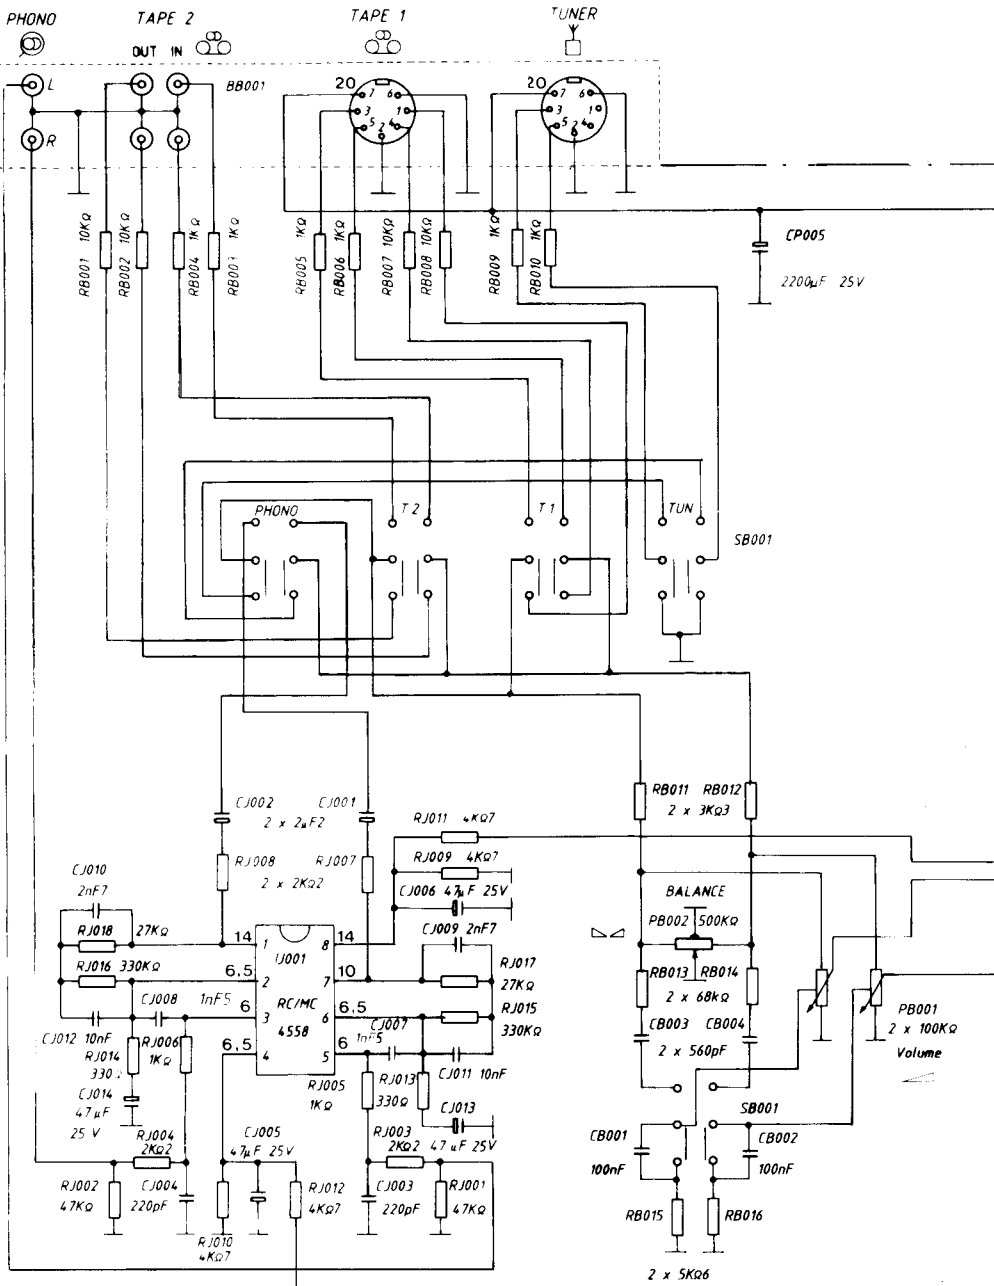 PHONO
TAPE 2
TAPE 1
TUNER
OUT IN
L
BB001
R
20
7
6
3
1
5
2
4
20
7
6
3
1
5
2
4
RB001 10KΩ
RB002 10KΩ
RB004 1KΩ
RB003 1KΩ
RB005 1KΩ
RB006 1KΩ
RB007 10KΩ
RB008 10KΩ
RB009 1KΩ
RB010 1KΩ
CP005
2200µF 25V
PHONO
T2
T1
TUN
SB001
RB011
RB012
2 x 3KΩ3
CJ002
CJ001
2 x 2µF2
RJ008
RJ007
2 x 2KΩ2
RJ011 4KΩ7
RJ009 4KΩ7
CJ006 47µF 25V
CJ009 2nF7
CJ010
2nF7
RJ018
27KΩ
RJ016 330KΩ
CJ008
1nF5
CJ012 10nF
RJ014
330Ω
RJ006
1KΩ
CJ014
47µF
25 V
14
1
IJ001
8
14
6,5
2
7
10
6
3
RC/MC
4558
6
6,5
6,5
4
5
6
RJ017
27KΩ
RJ015
330KΩ
CJ007
1nF5
CJ011 10nF
RJ005
1KΩ
RJ013
330Ω
CJ013
47µF 25V
RJ004
2KΩ2
CJ005
47µF 25V
RJ003
2KΩ2
RJ002
47KΩ
CJ004
220pF
RJ010
4KΩ7
RJ012
4KΩ7
CJ003
220pF
RJ001
47KΩ
BALANCE
PB002 500KΩ
RB013
RB014
2 x 68kΩ
CB003
CB004
2 x 560pF
PB001
2 x 100KΩ
Volume
SB001
CB001
100nF
CB002
100nF
RB015
RB016
2 x 5KΩ6